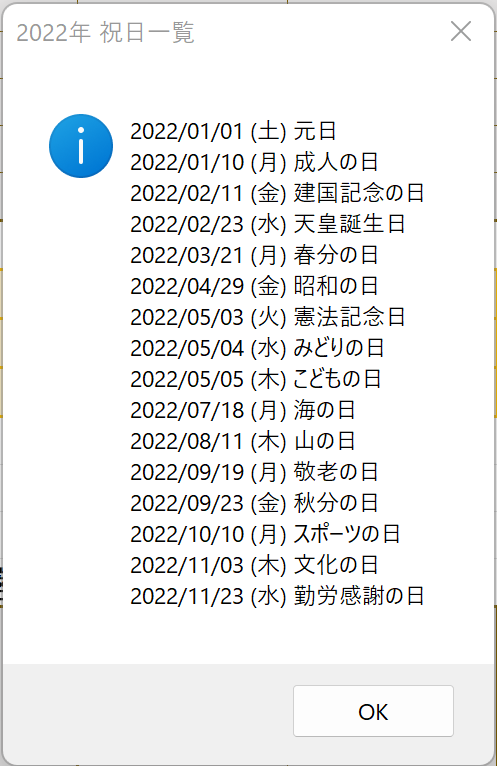 2022年 祝日一覧
2022/01/01 (土) 元日
2022/01/10 (月) 成人の日
2022/02/11 (金) 建国記念の日
2022/02/23 (水) 天皇誕生日
2022/03/21 (月) 春分の日
2022/04/29 (金) 昭和の日
2022/05/03 (火) 憲法記念日
2022/05/04 (水) みどりの日
2022/05/05 (木) こどもの日
2022/07/18 (月) 海の日
2022/08/11 (木) 山の日
2022/09/19 (月) 敬老の日
2022/09/23 (金) 秋分の日
2022/10/10 (月) スポーツの日
2022/11/03 (木) 文化の日
2022/11/23 (水) 勤労感謝の日
OK